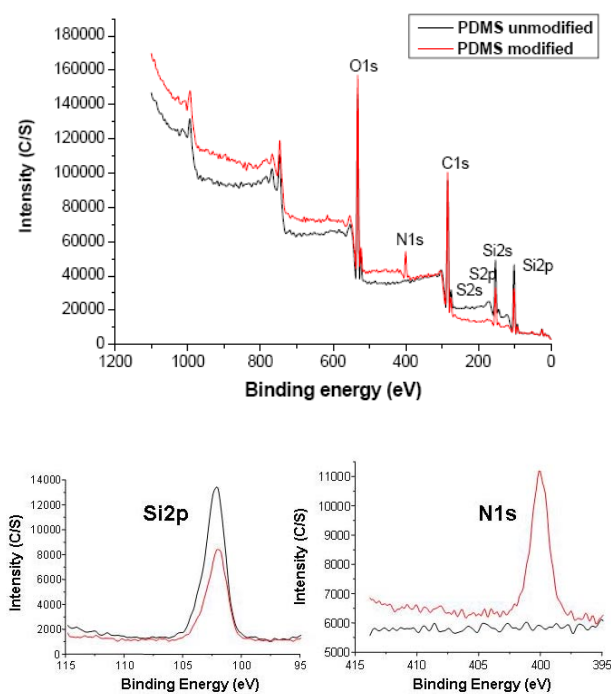 PDMS unmodified
PDMS modified
180000
160000
140000
120000
100000
80000
60000
40000
20000
0
Intensity (C/S)
O1s
N1s
C1s
S2s
S2p
Si2s
Si2p
1200 1000 800 600 400 200 0
Binding energy (eV)
14000
12000
10000
8000
6000
4000
2000
0
Intensity (C/S)
Si2p
115 110 105 100 95
Binding Energy (eV)
11000
10000
9000
8000
7000
6000
5000
Intensity (C/S)
N1s
415 410 405 400 395
Binding Energy (eV)